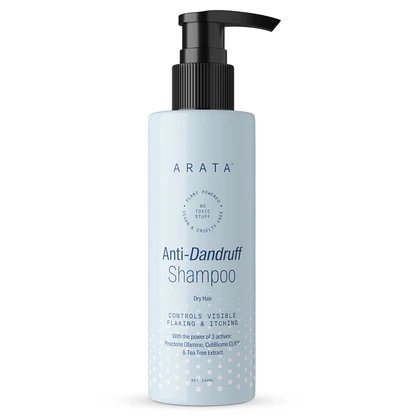 ARATA™
PLANT POWERED
VEGAN & CRUELTY FREE
NO
TOXIC
STUFF
Anti-Dandruff
Shampoo
Dry Hair
CONTROLS VISIBLE
FLAKING & ITCHING
With the power of 3 actives:
Piroctone Olamine, CutiBiome CLR™
& Tea Tree Extract